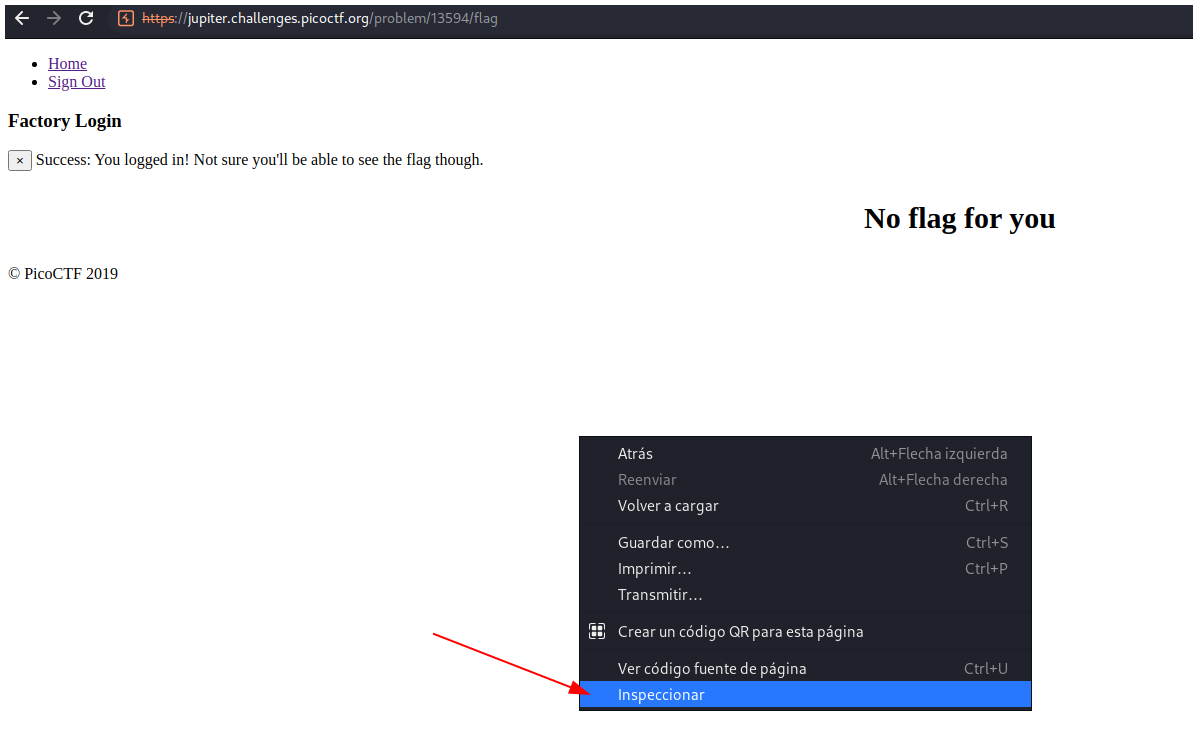 https://jupiter.challenges.picoctf.org/problem/13594/flag
Home
Sign Out
Factory Login
× Success: You logged in! Not sure you'll be able to see the flag though.
No flag for you
© PicoCTF 2019
Atrás Alt+Flecha izquierda
Reenviar Alt+Flecha derecha
Volver a cargar Ctrl+R
Guardar como… Ctrl+S
Imprimir… Ctrl+P
Transmitir…
Crear un código QR para esta página
Ver código fuente de página Ctrl+U
Inspeccionar